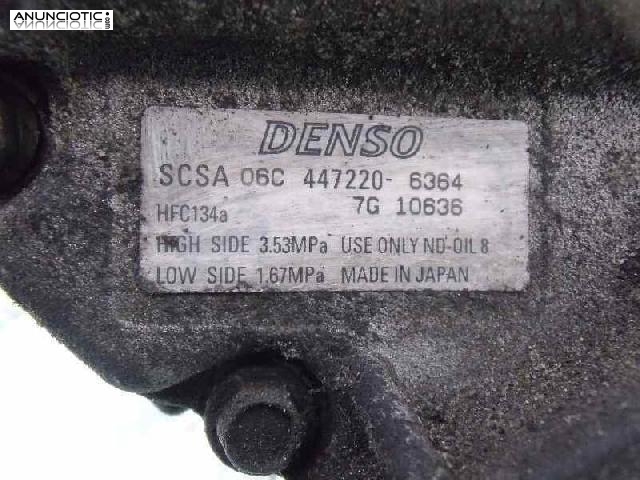 ANUNCIOTIC
.com
DENSO
SCSA 06C 447220-6364
HFC134a 7G 10636
HIGH SIDE 3.53MPa USE ONLY ND-OIL 8
LOW SIDE 1.67MPa MADE IN JAPAN